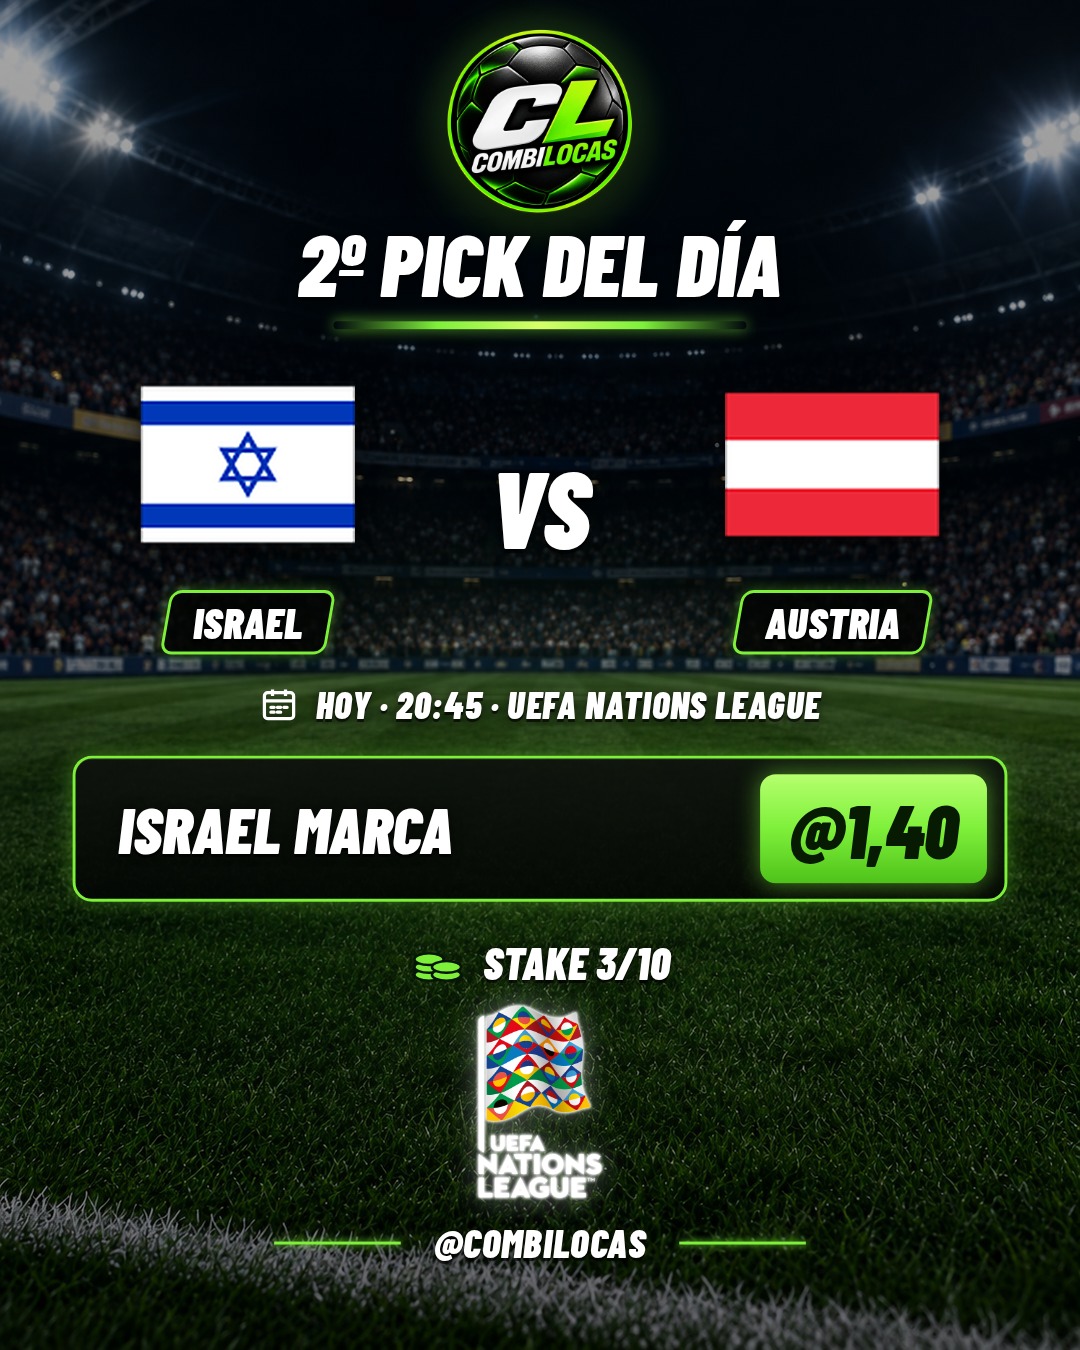 CL
COMBILOCAS
2º PICK DEL DÍA
VS
ISRAEL
AUSTRIA
HOY · 20:45 · UEFA NATIONS LEAGUE
ISRAEL MARCA
@1,40
STAKE 3/10
UEFA
NATIONS
LEAGUE™
@COMBILOCAS